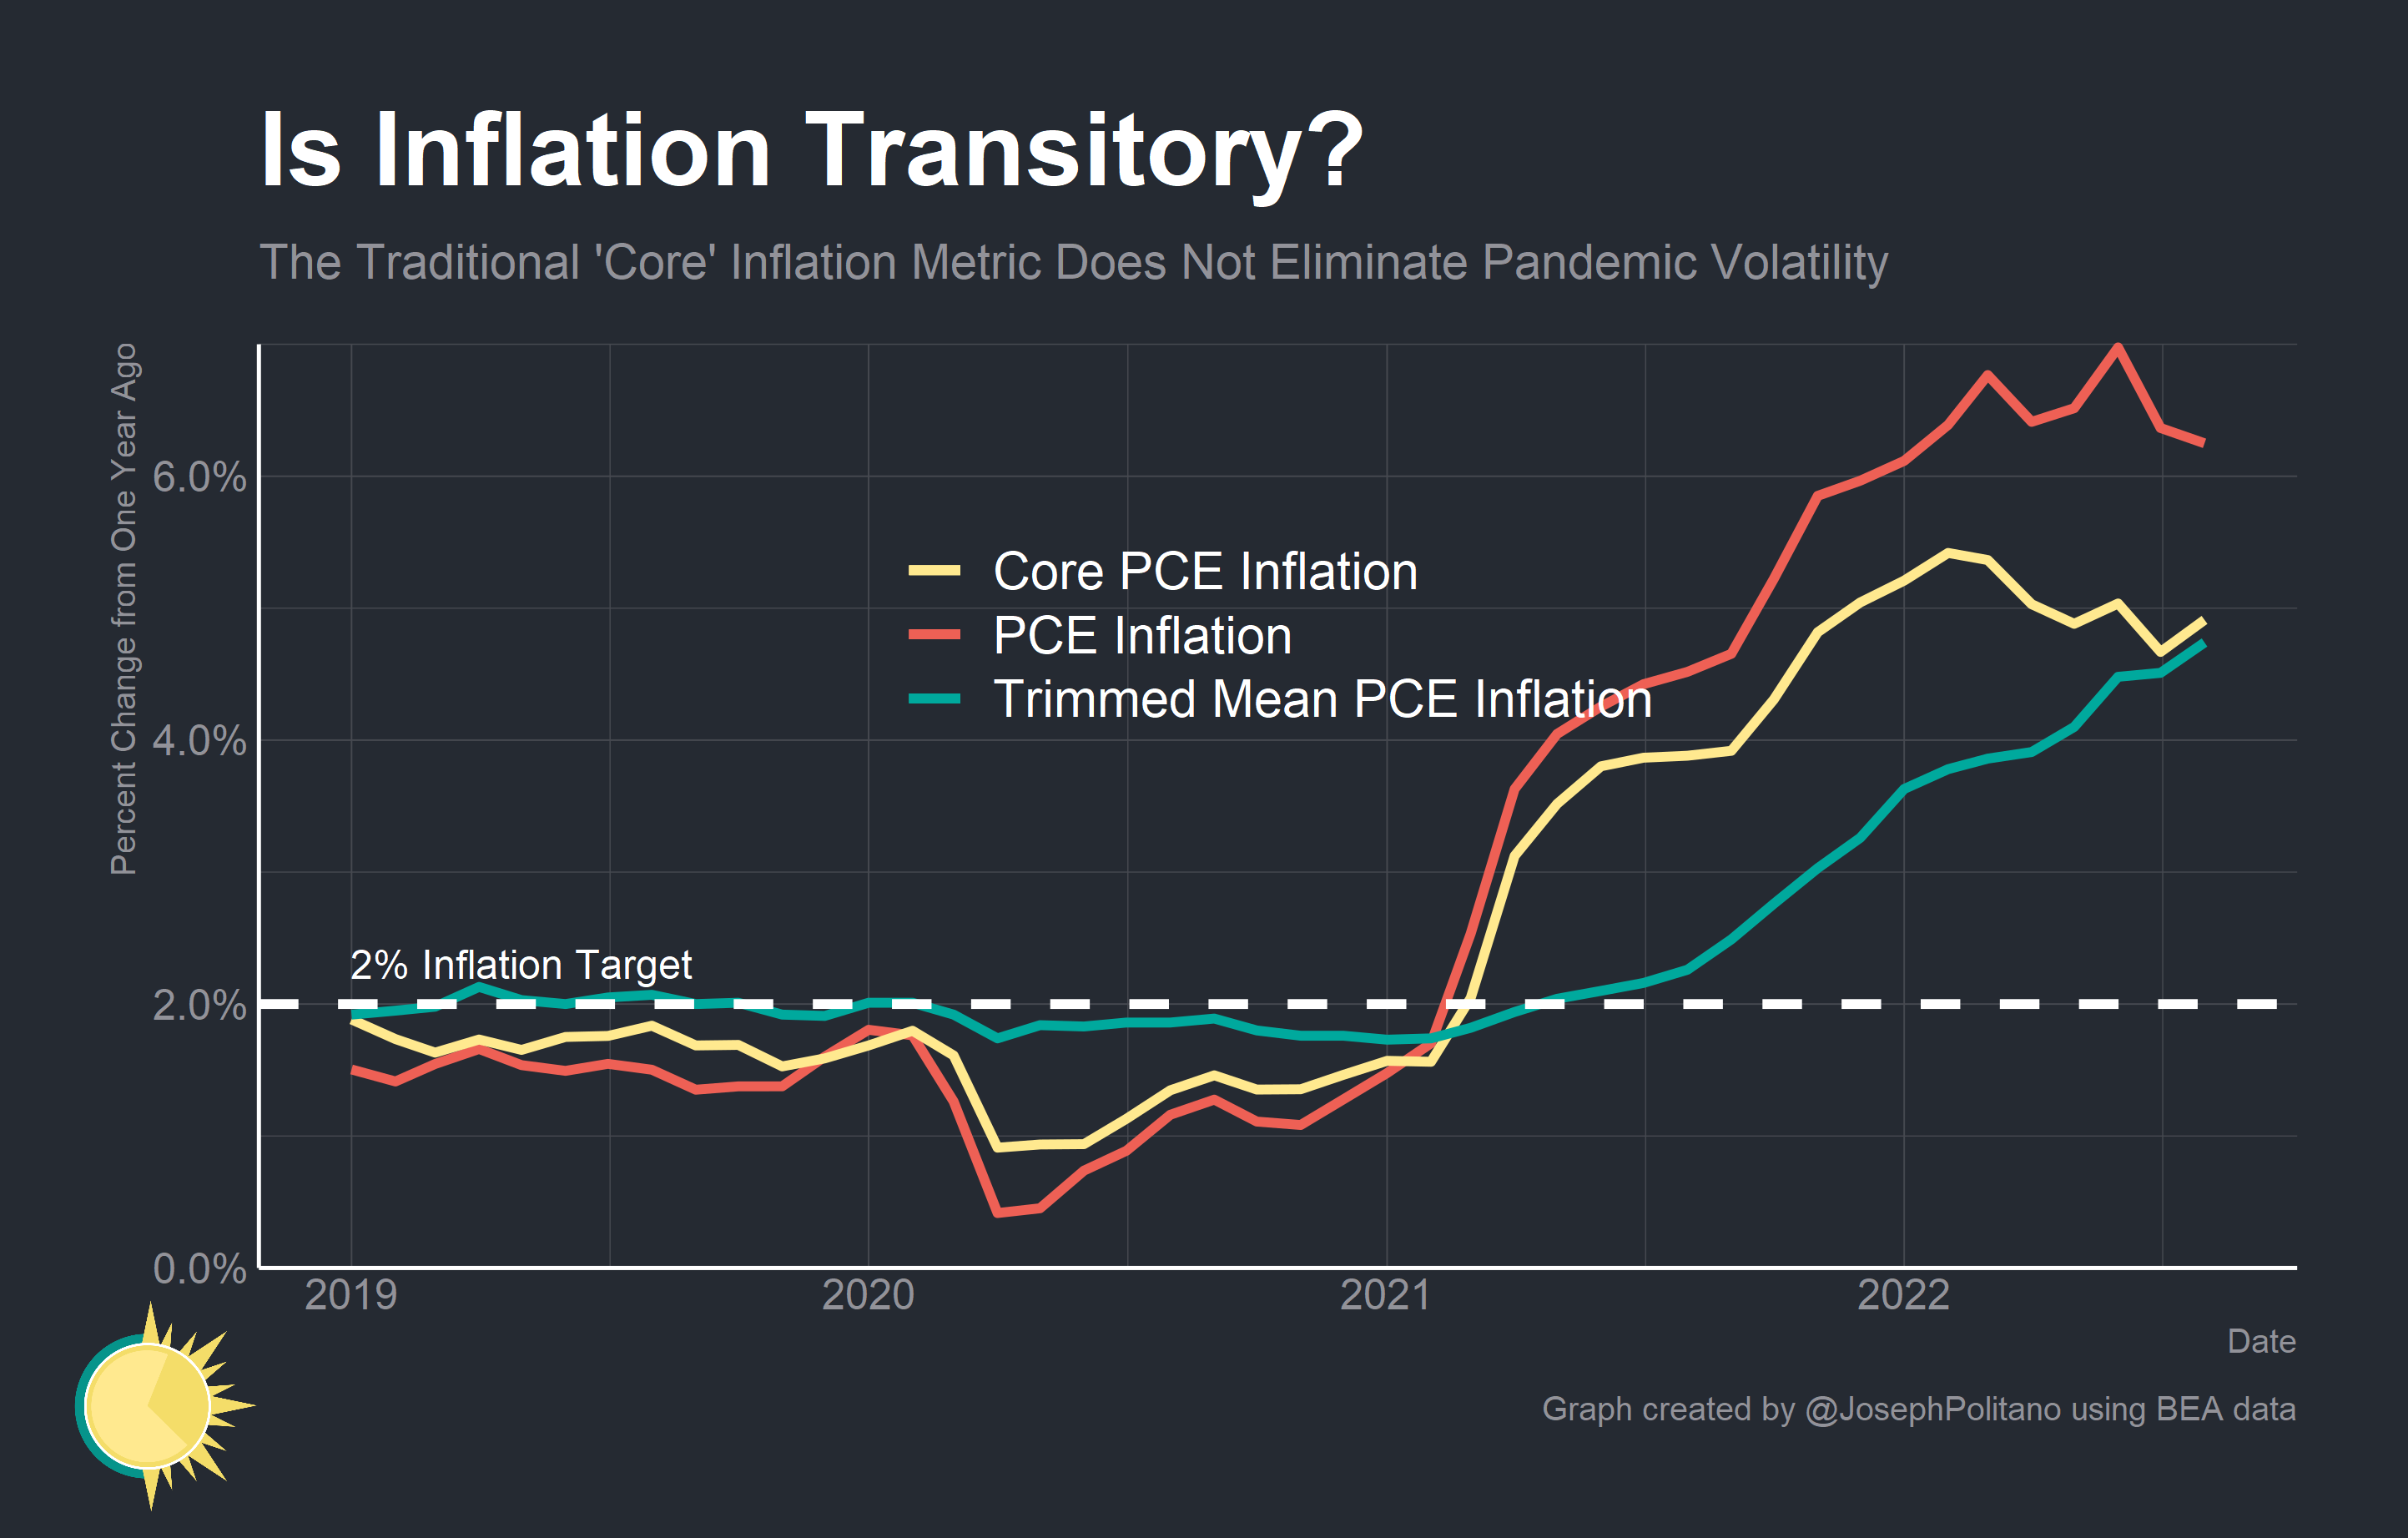 Is Inflation Transitory?
The Traditional 'Core' Inflation Metric Does Not Eliminate Pandemic Volatility
Percent Change from One Year Ago
6.0%
4.0%
2.0%
0.0%
Core PCE Inflation
PCE Inflation
Trimmed Mean PCE Inflation
2% Inflation Target
2019
2020
2021
2022
Date
Graph created by @JosephPolitano using BEA data